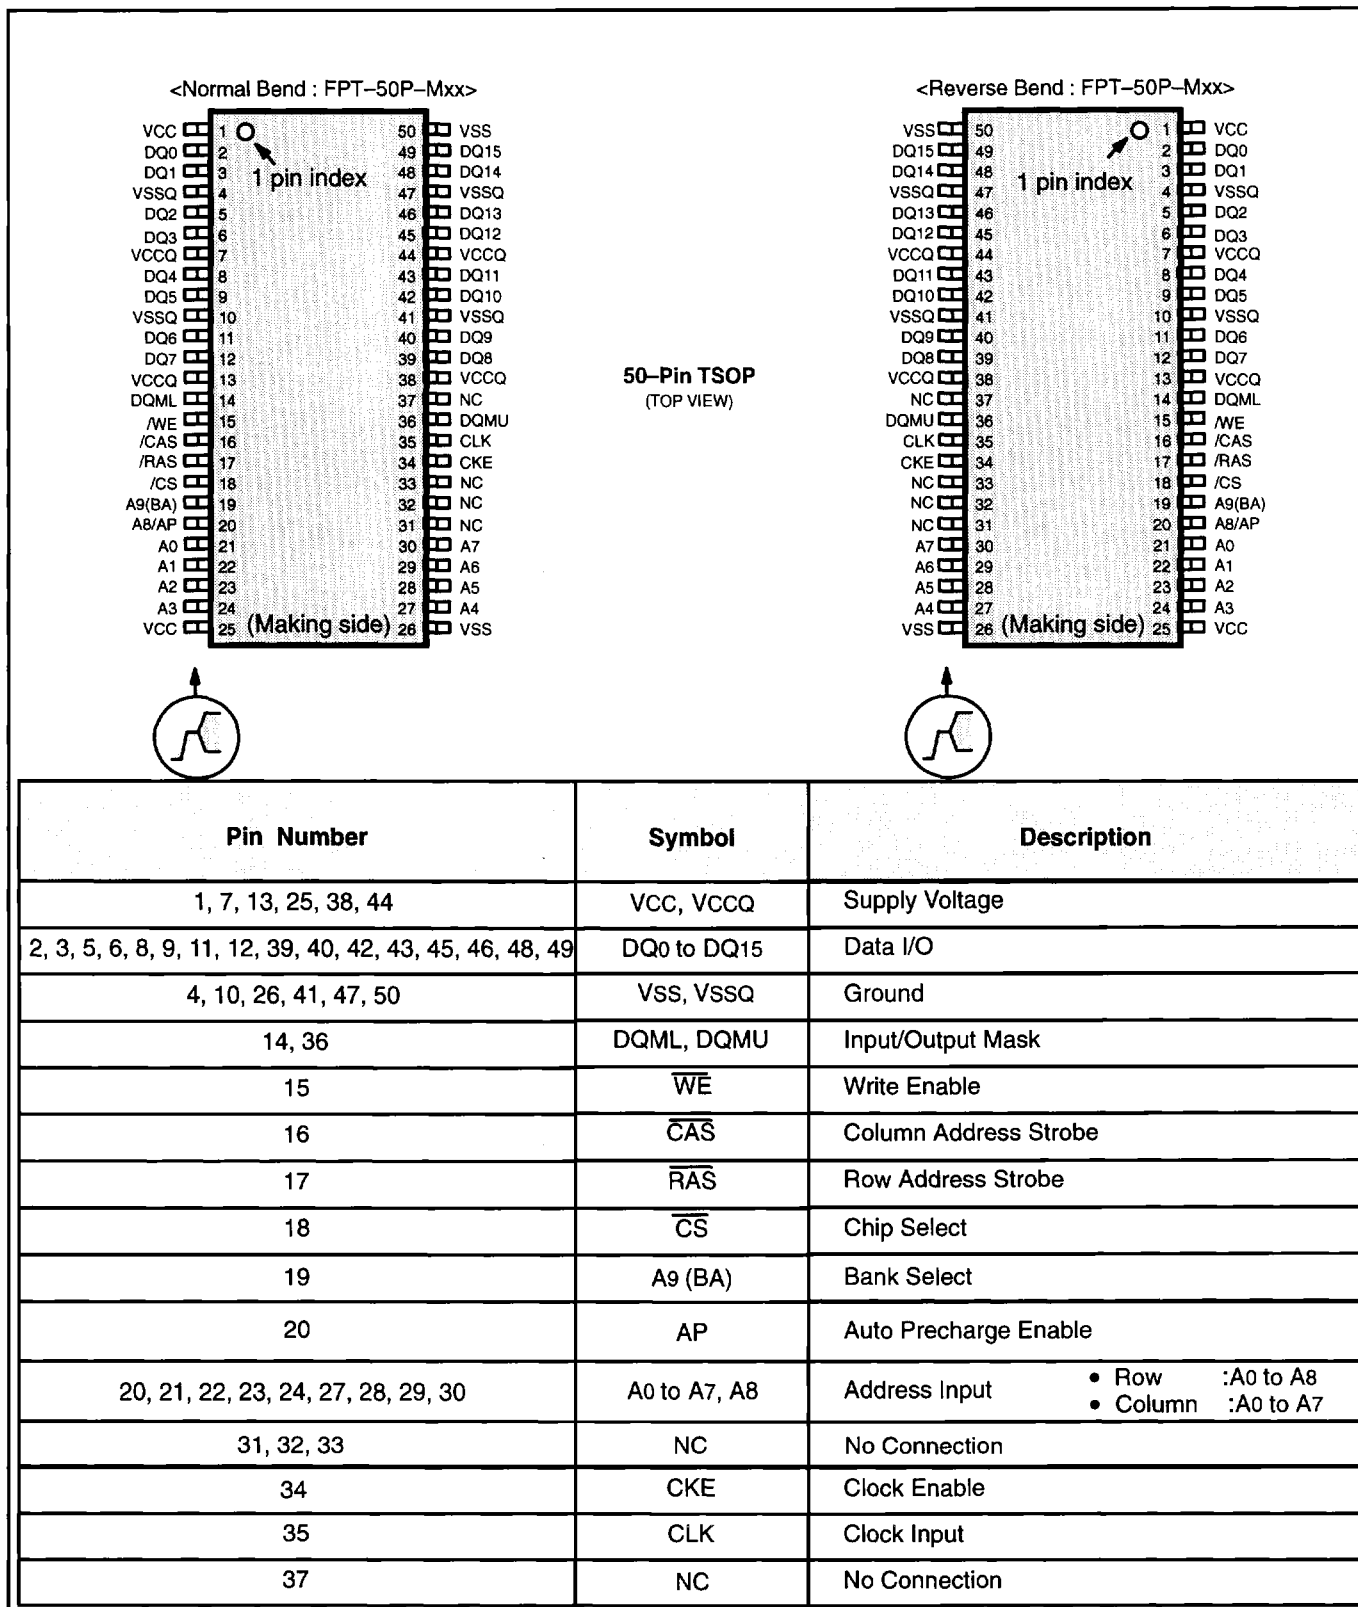 <Normal Bend : FPT–50P–Mxx> <Reverse Bend : FPT–50P–Mxx>
VCC 1 50 VSS VSS 50 1 VCC
DQ0 2 49 DQ15 DQ15 49 2 DQ0
DQ1 3 1 pin index 48 DQ14 DQ14 48 1 pin index 3 DQ1
VSSQ 4 47 VSSQ VSSQ 47 4 VSSQ
DQ2 5 46 DQ13 DQ13 46 5 DQ2
DQ3 6 45 DQ12 DQ12 45 6 DQ3
VCCQ 7 44 VCCQ VCCQ 44 7 VCCQ
DQ4 8 43 DQ11 DQ11 43 8 DQ4
DQ5 9 42 DQ10 DQ10 42 9 DQ5
VSSQ 10 41 VSSQ VSSQ 41 10 VSSQ
DQ6 11 40 DQ9 DQ9 40 11 DQ6
DQ7 12 39 DQ8 DQ8 39 12 DQ7
VCCQ 13 38 VCCQ 50–Pin TSOP VCCQ 38 13 VCCQ
DQML 14 37 NC (TOP VIEW) NC 37 14 DQML
/WE 15 36 DQMU DQMU 36 15 /WE
/CAS 16 35 CLK CLK 35 16 /CAS
/RAS 17 34 CKE CKE 34 17 /RAS
/CS 18 33 NC NC 33 18 /CS
A9(BA) 19 32 NC NC 32 19 A9(BA)
A8/AP 20 31 NC NC 31 20 A8/AP
A0 21 30 A7 A7 30 21 A0
A1 22 29 A6 A6 29 22 A1
A2 23 28 A5 A5 28 23 A2
A3 24 27 A4 A4 27 24 A3
VCC 25 (Making side) 26 VSS VSS 26 (Making side) 25 VCC
Pin Number Symbol Description
1, 7, 13, 25, 38, 44 VCC, VCCQ Supply Voltage
2, 3, 5, 6, 8, 9, 11, 12, 39, 40, 42, 43, 45, 46, 48, 49 DQ0 to DQ15 Data I/O
4, 10, 26, 41, 47, 50 VSS, VSSQ Ground
14, 36 DQML, DQMU Input/Output Mask
15 W̅E̅ Write Enable
16 C̅A̅S̅ Column Address Strobe
17 R̅A̅S̅ Row Address Strobe
18 C̅S̅ Chip Select
19 A9 (BA) Bank Select
20 AP Auto Precharge Enable
20, 21, 22, 23, 24, 27, 28, 29, 30 A0 to A7, A8 Address Input • Row :A0 to A8
• Column :A0 to A7
31, 32, 33 NC No Connection
34 CKE Clock Enable
35 CLK Clock Input
37 NC No Connection